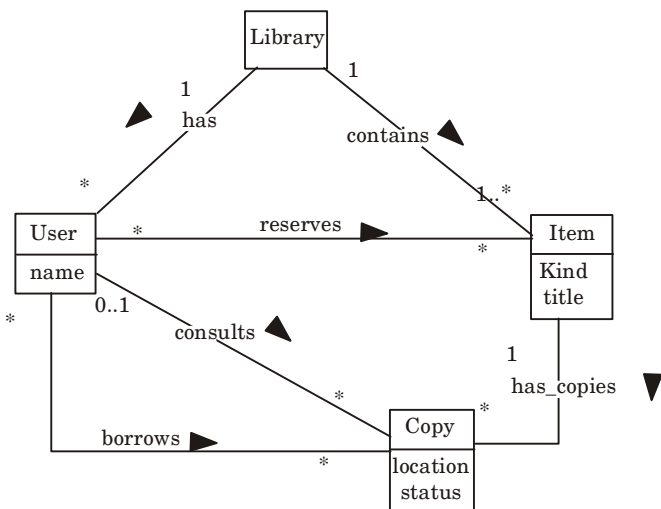 Library
1
1
has
contains
*
1..*
User
*
reserves
*
Item
name
Kind
title
0..1
*
consults
1
has_copies
*
*
Copy
borrows
*
location
status